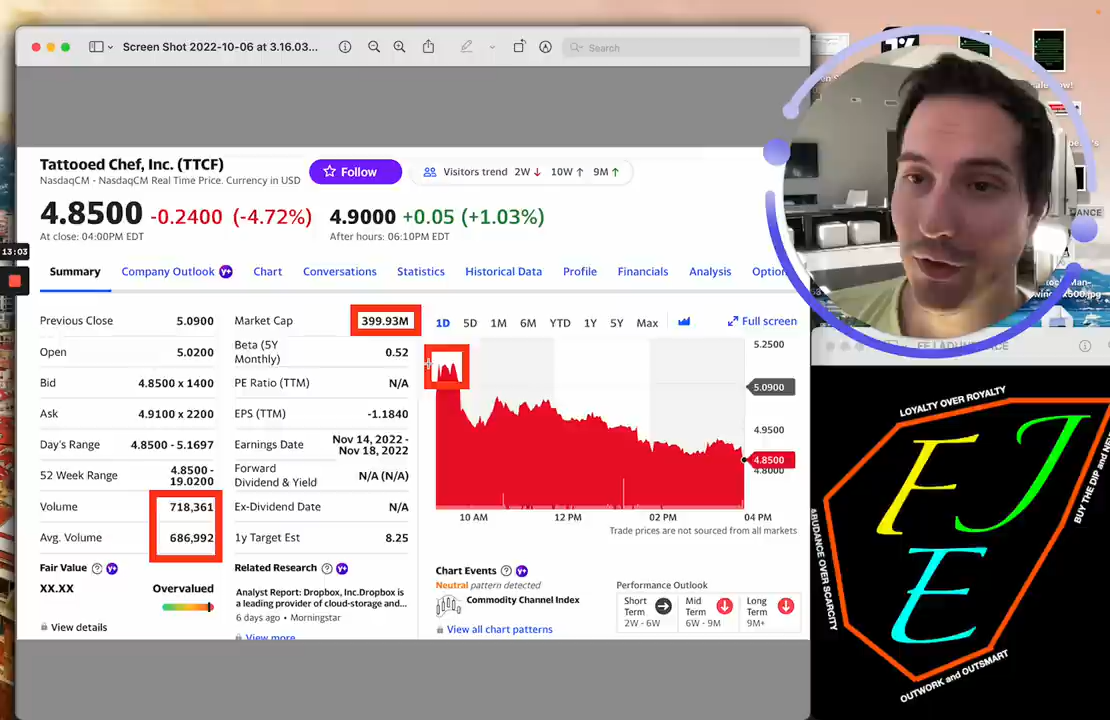 Screen Shot 2022-10-06 at 3.16.03...
Search
Tattooed Chef, Inc. (TTCF)
NasdaqCM - NasdaqCM Real Time Price. Currency in USD
Follow
Visitors trend 2W ↓ 10W ↑ 9M ↑
4.8500 -0.2400 (-4.72%)
At close: 04:00PM EDT
4.9000 +0.05 (+1.03%)
After hours: 06:10PM EDT
13:03
Summary Company Outlook Y+ Chart Conversations Statistics Historical Data Profile Financials Analysis Option
Previous Close 5.0900
Open 5.0200
Bid 4.8500 x 1400
Ask 4.9100 x 2200
Day's Range 4.8500 - 5.1697
52 Week Range 4.8500 -
19.0200
Volume 718,361
Avg. Volume 686,992
Market Cap 399.93M
Beta (5Y
Monthly) 0.52
PE Ratio (TTM) N/A
EPS (TTM) -1.1840
Earnings Date Nov 14, 2022 -
Nov 18, 2022
Forward
Dividend & Yield N/A (N/A)
Ex-Dividend Date N/A
1y Target Est 8.25
1D 5D 1M 6M YTD 1Y 5Y Max
Full screen
5.2500
5.0900
4.9500
4.8500
4.8000
10 AM 12 PM 02 PM 04 PM
Trade prices are not sourced from all markets
Fair Value Y+
XX.XX Overvalued
View details
Related Research Y+
Analyst Report: Dropbox, Inc.Dropbox is
a leading provider of cloud-storage and...
6 days ago • Morningstar
View more
Chart Events Y+
Neutral pattern detected
Commodity Channel Index
View all chart patterns
Performance Outlook
Short
Term
2W - 6W
Mid
Term
6W - 9M
Long
Term
9M+
LOYALTY OVER ROYALTY
BUY THE DIP and
ABUDANCE OVER SCARCITY
FJE
OUTWORK and OUTSMART